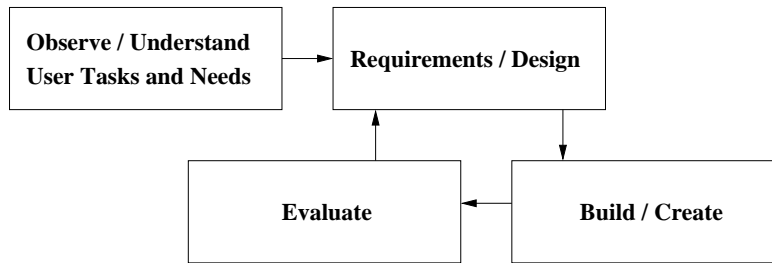 Observe / Understand
User Tasks and Needs
Requirements / Design
Evaluate
Build / Create